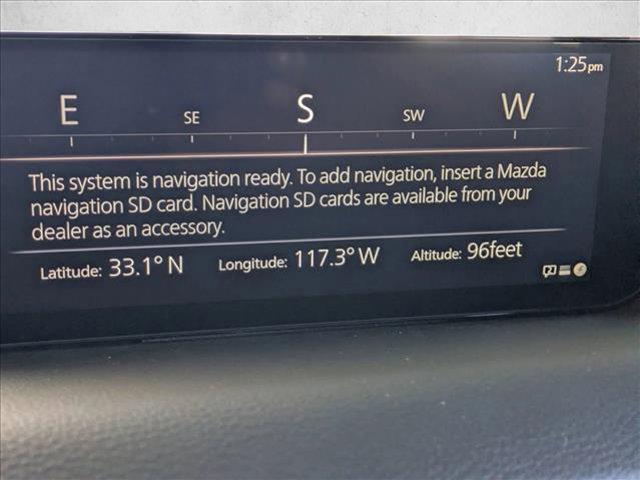 1:25pm
E SE S SW W
This system is navigation ready. To add navigation, insert a Mazda
navigation SD card. Navigation SD cards are available from your
dealer as an accessory.
Latitude: 33.1° N Longitude: 117.3° W Altitude: 96feet